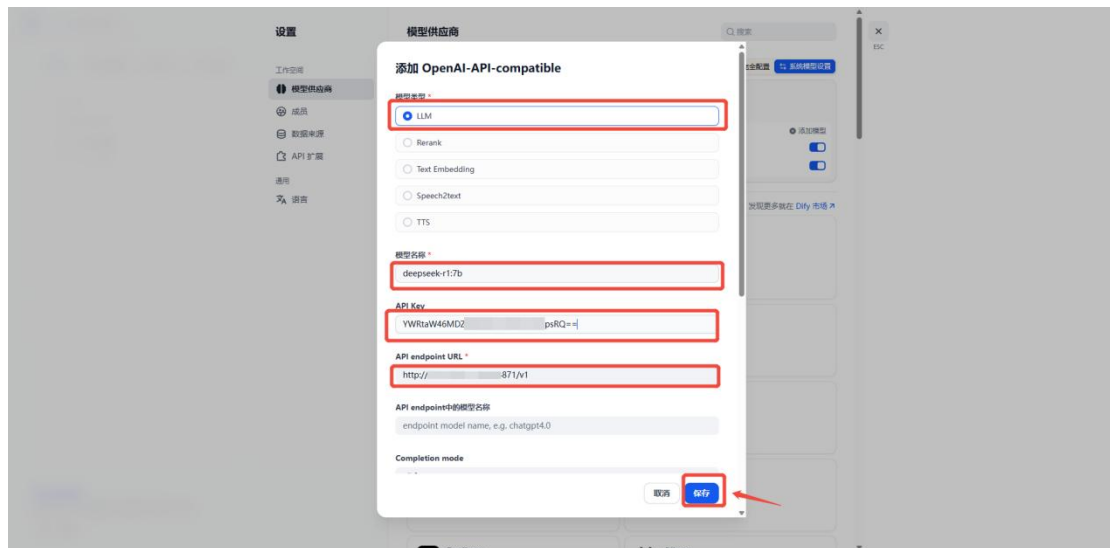 设置
模型供应商
搜索
ESC
工作空间
模型供应商
成员
数据来源
API 扩展
通用
语言
全配置
系统模型设置
添加模型
发现更多就在 Dify 市场
添加 OpenAI-API-compatible
模型类型 *
LLM
Rerank
Text Embedding
Speech2text
TTS
模型名称 *
deepseek-r1:7b
API Key
YWRtaW46MDZ psRQ==
API endpoint URL *
http:// 871/v1
API endpoint中的模型名称
endpoint model name, e.g. chatgpt4.0
Completion mode
取消
保存